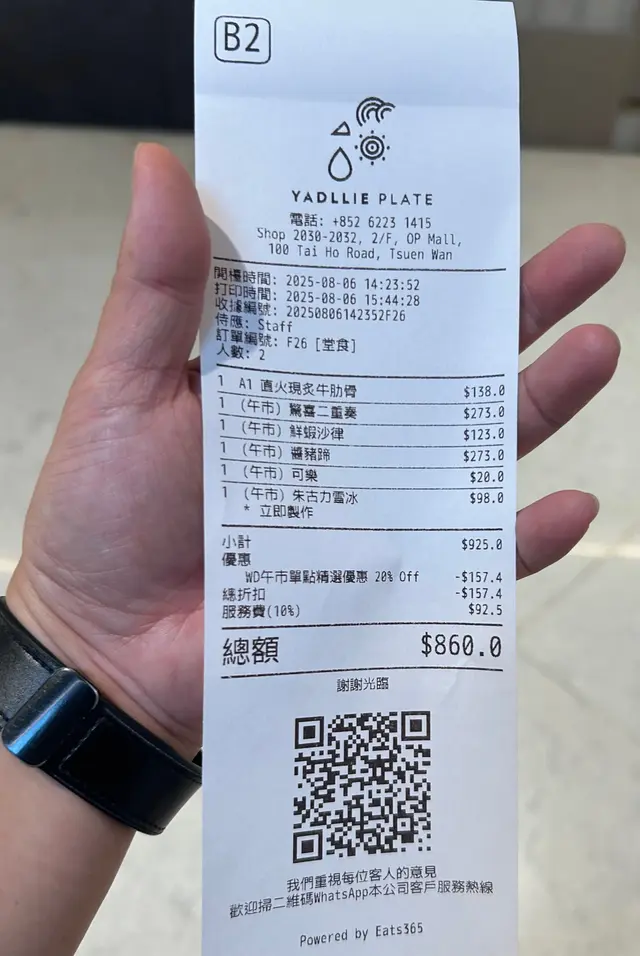 B2
YADLLIE PLATE
電話: +852 6223 1415
Shop 2030-2032, 2/F, OP Mall,
100 Tai Ho Road, Tsuen Wan
開檯時間: 2025-08-06 14:23:52
打印時間: 2025-08-06 15:44:28
收據編號: 20250806142352F26
侍應: Staff
訂單編號: F26 [堂食]
人數: 2
1 A1 直火現炙牛肋骨 $138.0
1 (午市) 驚喜二重奏 $273.0
1 (午市) 鮮蝦沙律 $123.0
1 (午市) 醬豬蹄 $273.0
1 (午市) 可樂 $20.0
1 (午市) 朱古力雪冰 $98.0
* 立即製作
小計 $925.0
優惠
WD午市單點精選優惠 20% Off -$157.4
總折扣 -$157.4
服務費(10%) $92.5
總額 $860.0
謝謝光臨
我們重視每位客人的意見
歡迎掃二維碼WhatsApp本公司客戶服務熱線
Powered by Eats365